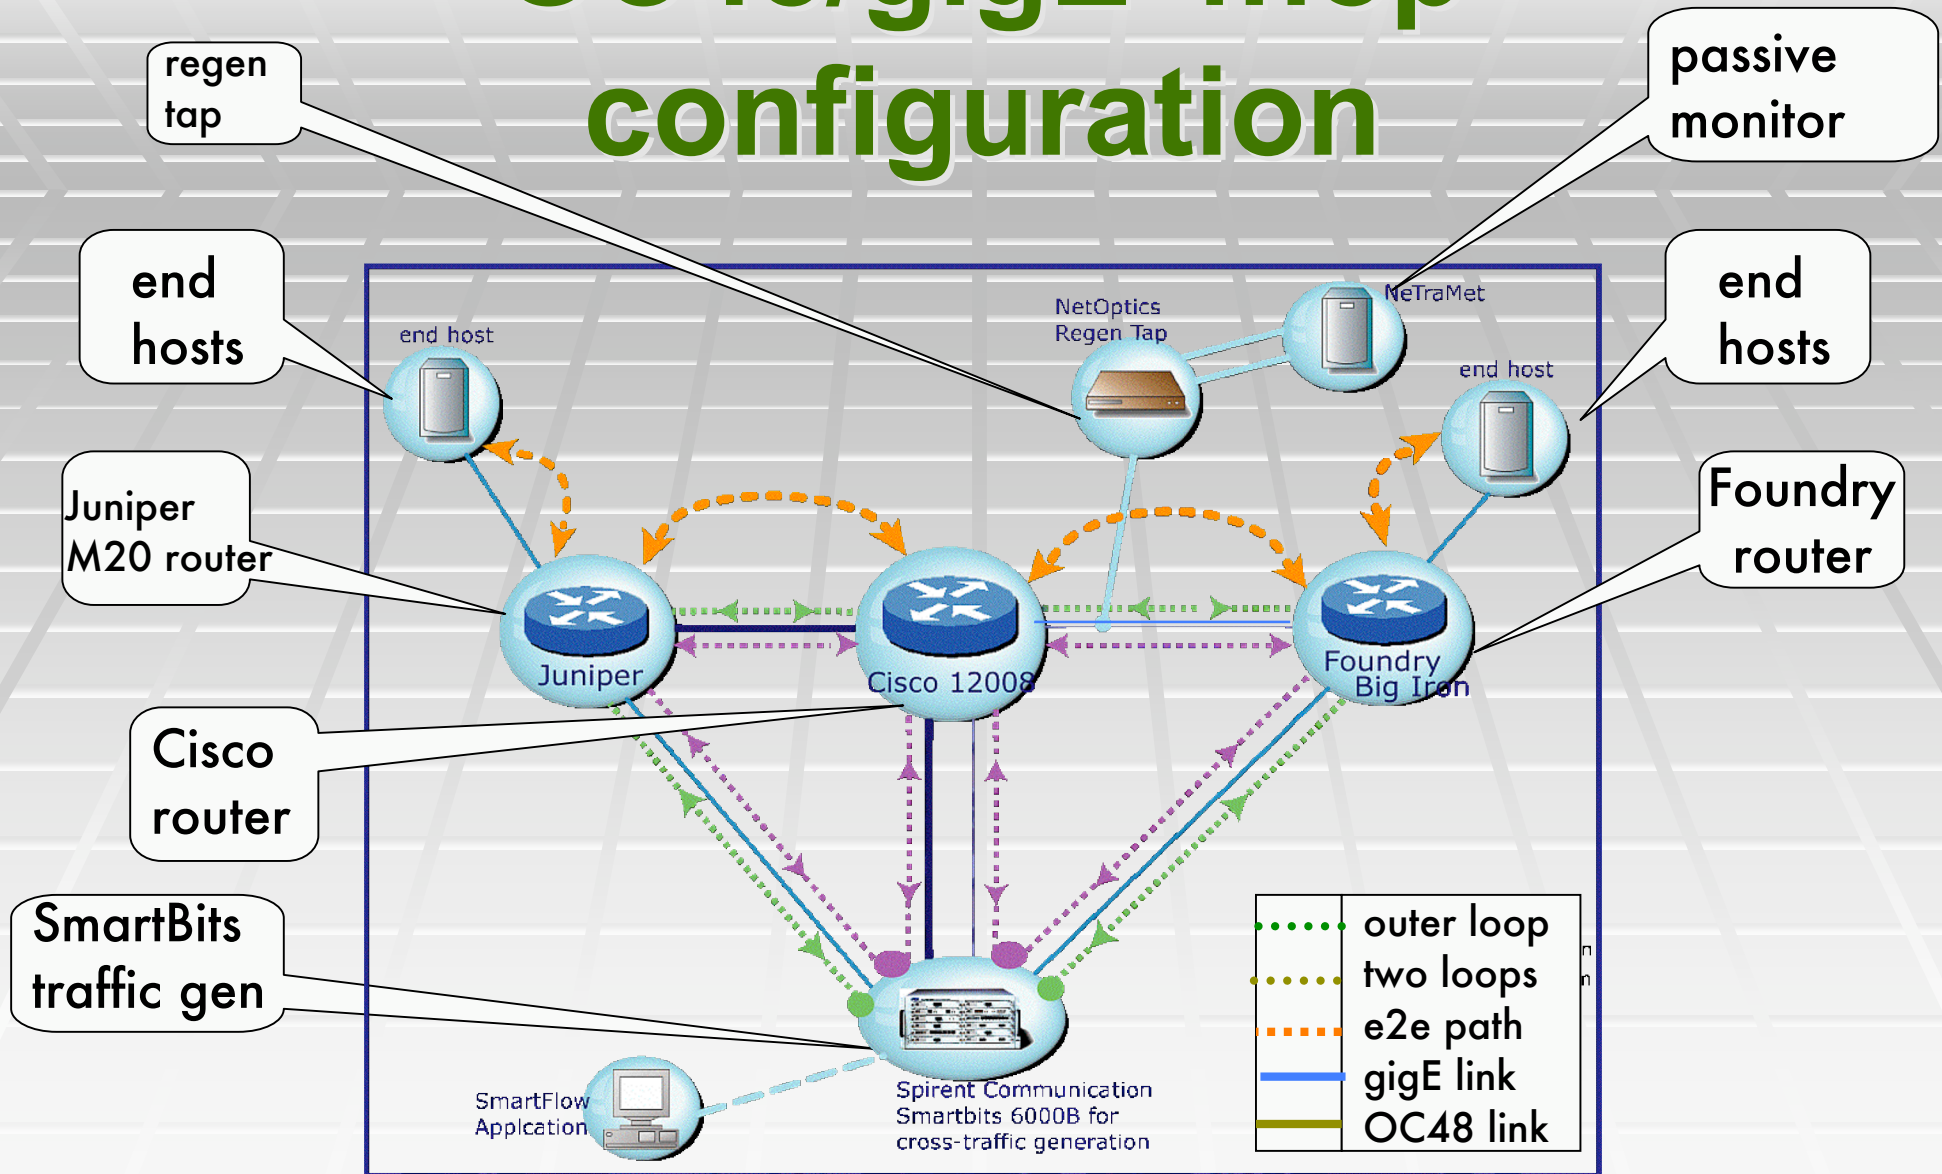 configuration
regen
tap
passive
monitor
end
hosts
end
hosts
NetOptics
Regen Tap
NeTraMet
end host
end host
Juniper
M20 router
Foundry
router
Juniper
Cisco 12008
Foundry
Big Iron
Cisco
router
SmartBits
traffic gen
outer loop
two loops
e2e path
gigE link
OC48 link
n
n
SmartFlow
Applcation
Spirent Communication
Smartbits 6000B for
cross-traffic generation